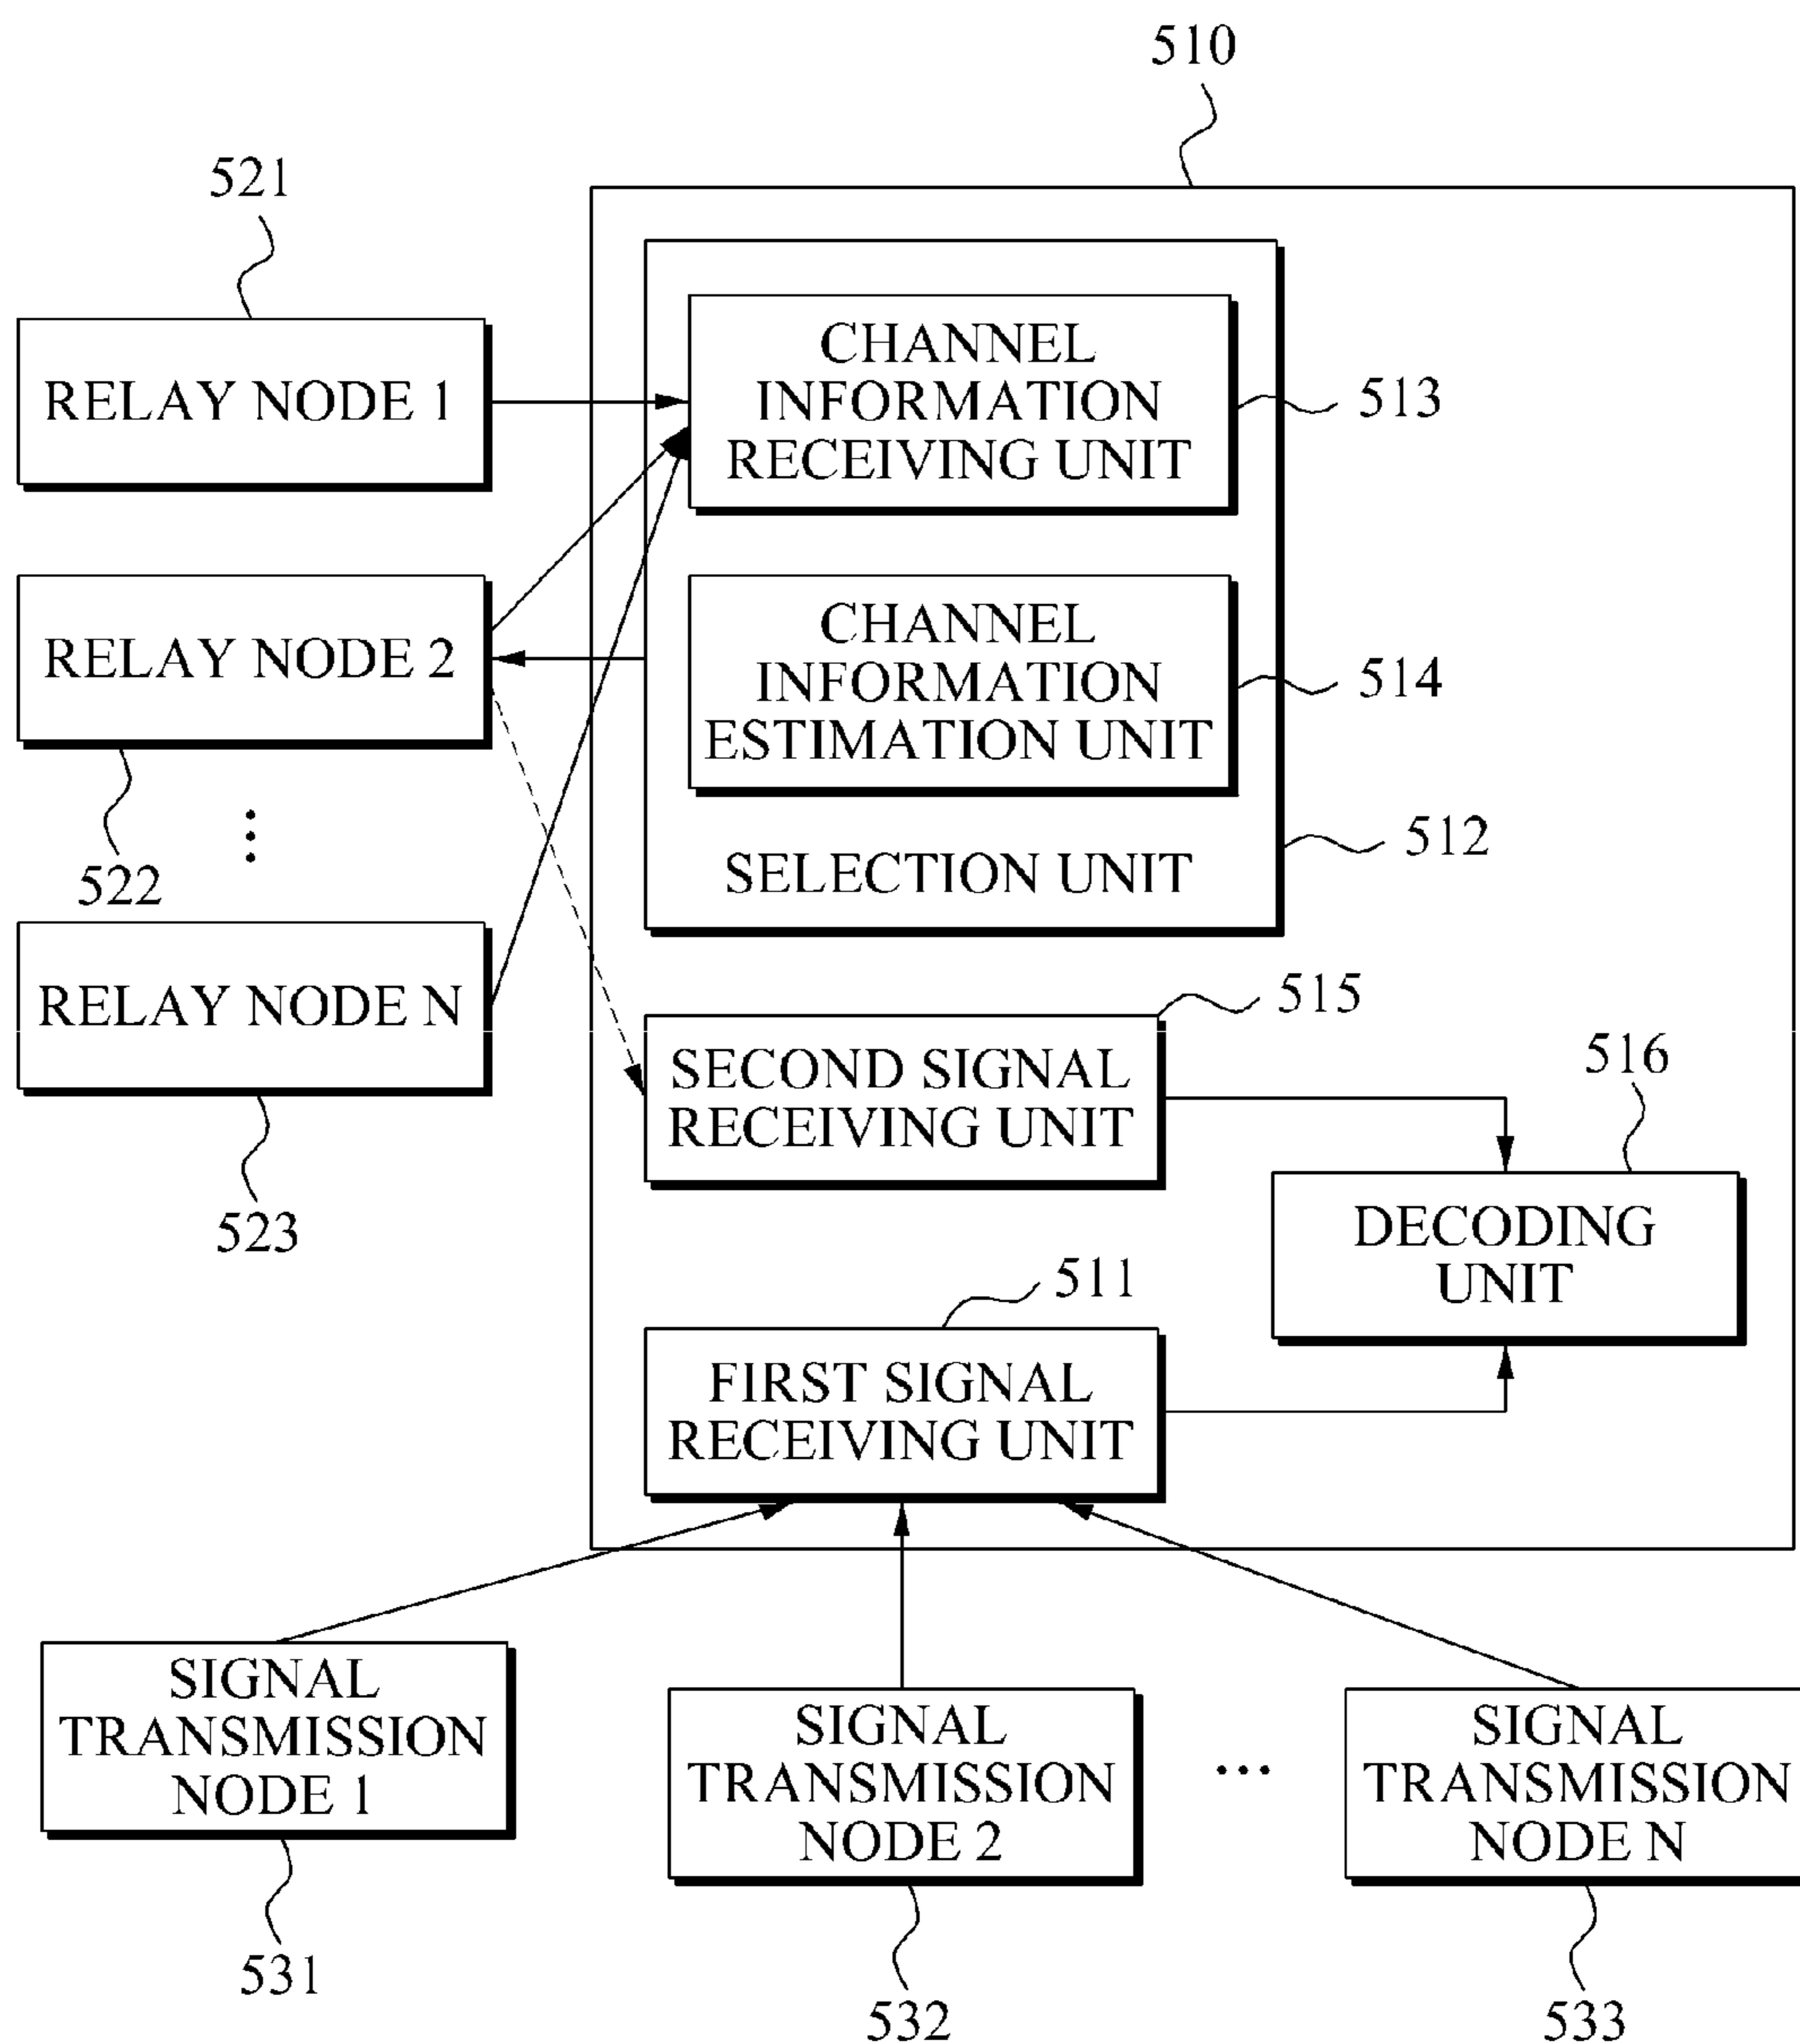 510
521
RELAY NODE 1
CHANNEL
INFORMATION
RECEIVING UNIT
513
RELAY NODE 2
CHANNEL
INFORMATION
ESTIMATION UNIT
514
522
512
SELECTION UNIT
RELAY NODE N
523
515
SECOND SIGNAL
RECEIVING UNIT
516
DECODING
UNIT
511
FIRST SIGNAL
RECEIVING UNIT
SIGNAL
TRANSMISSION
NODE 1
531
SIGNAL
TRANSMISSION
NODE 2
532
...
SIGNAL
TRANSMISSION
NODE N
533